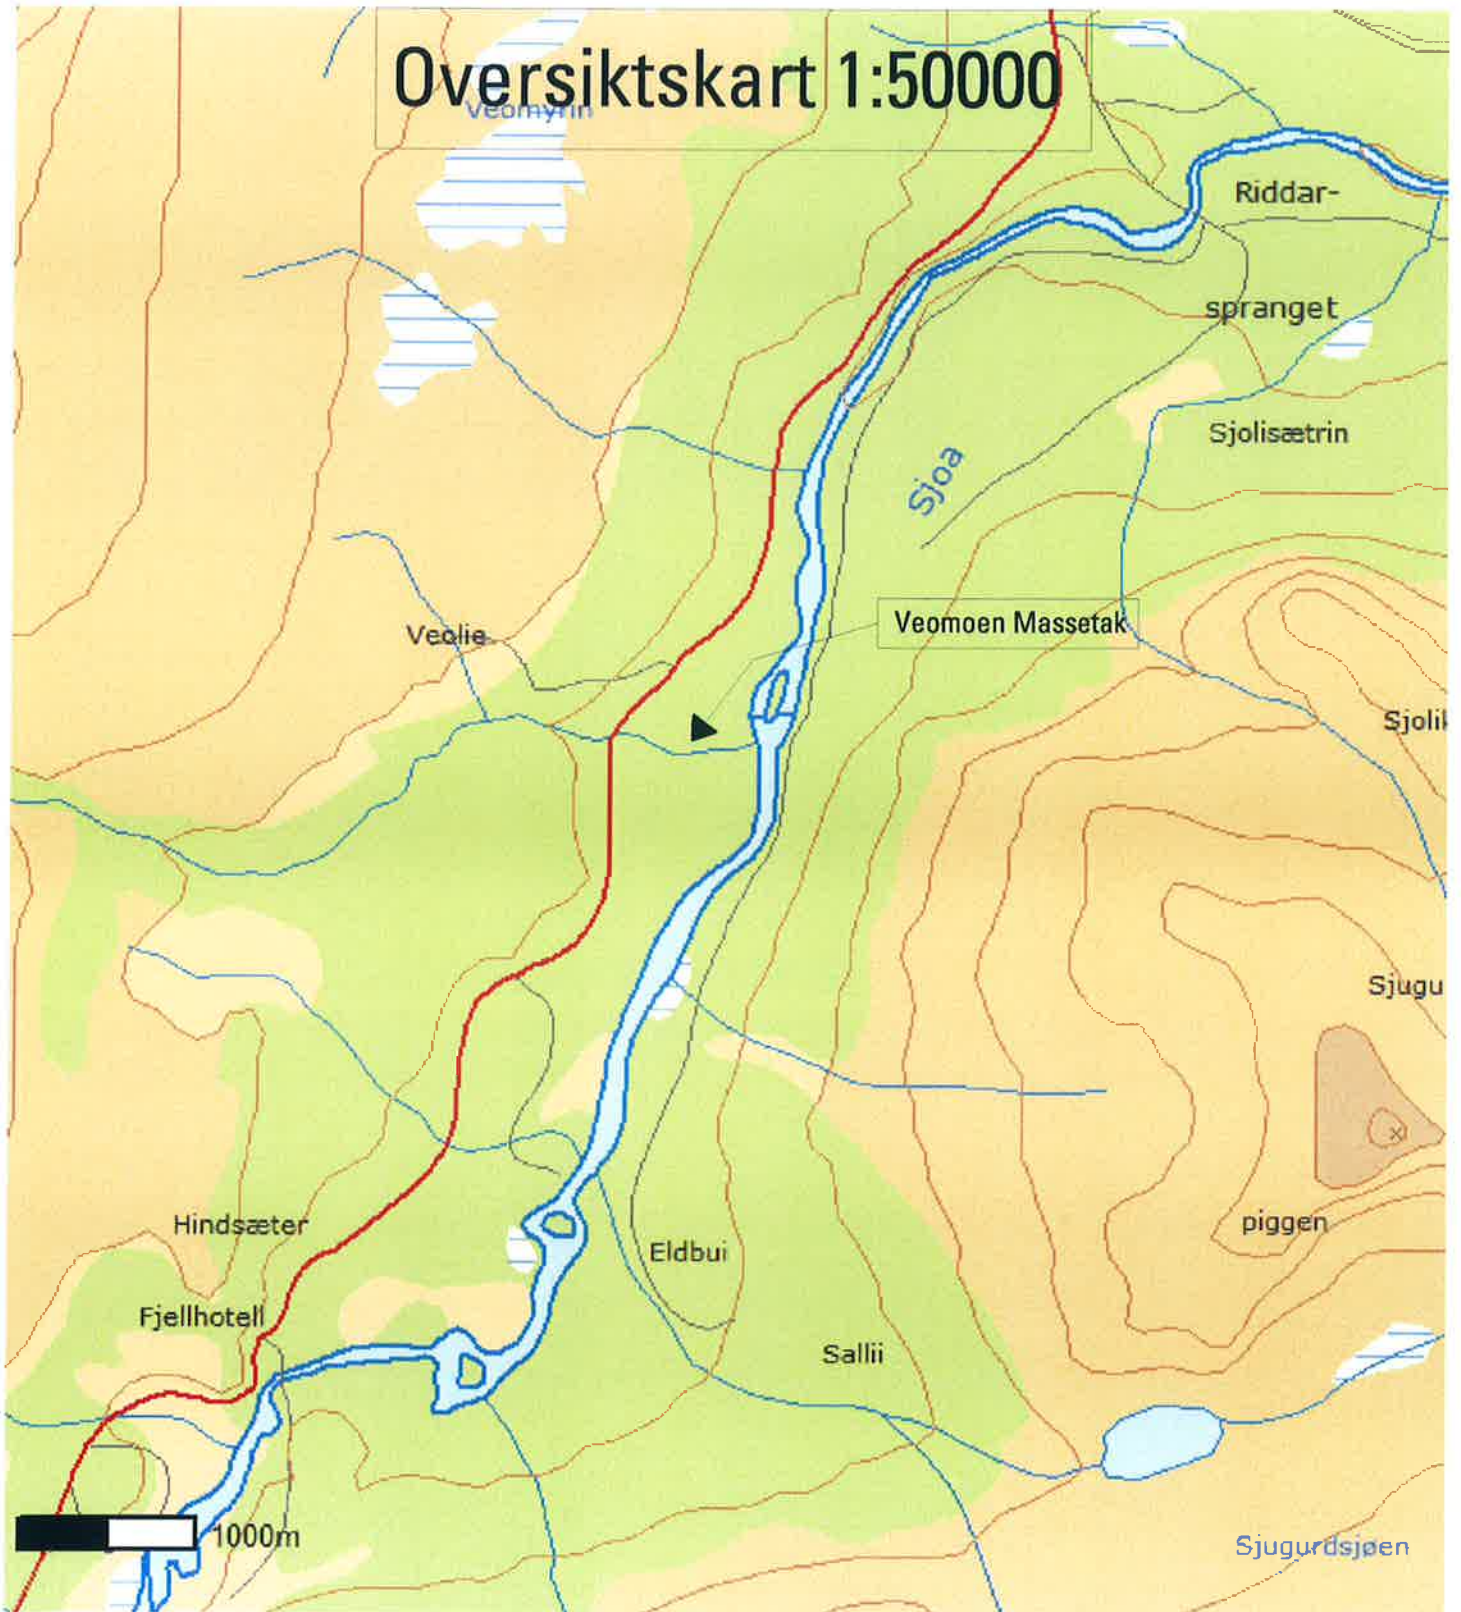 Oversiktskart 1:50000
Veomyrin
Riddar-
spranget
Sjolisætrin
Sjoa
Veomoen Massetak
Veolie
Sjolik
Sjugu
Hindsæter
piggen
Eldbui
Fjellhotell
Sallii
1000m
Sjugurdsjøen